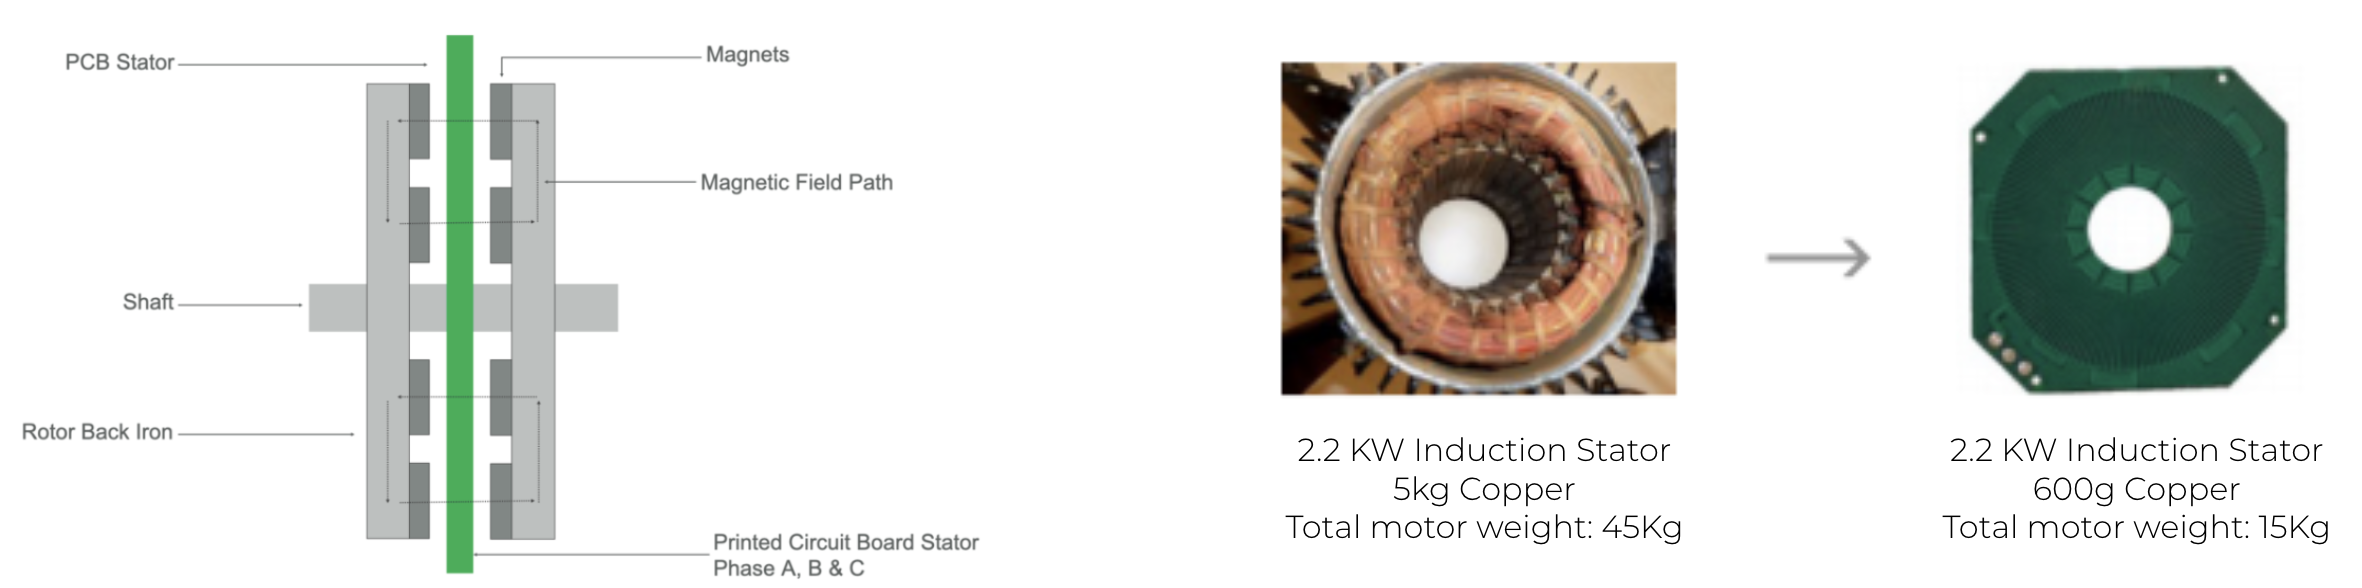 PCB Stator
Magnets
Magnetic Field Path
Shaft
Rotor Back Iron
Printed Circuit Board Stator
Phase A, B & C
2.2 KW Induction Stator
5kg Copper
Total motor weight: 45Kg
2.2 KW Induction Stator
600g Copper
Total motor weight: 15Kg